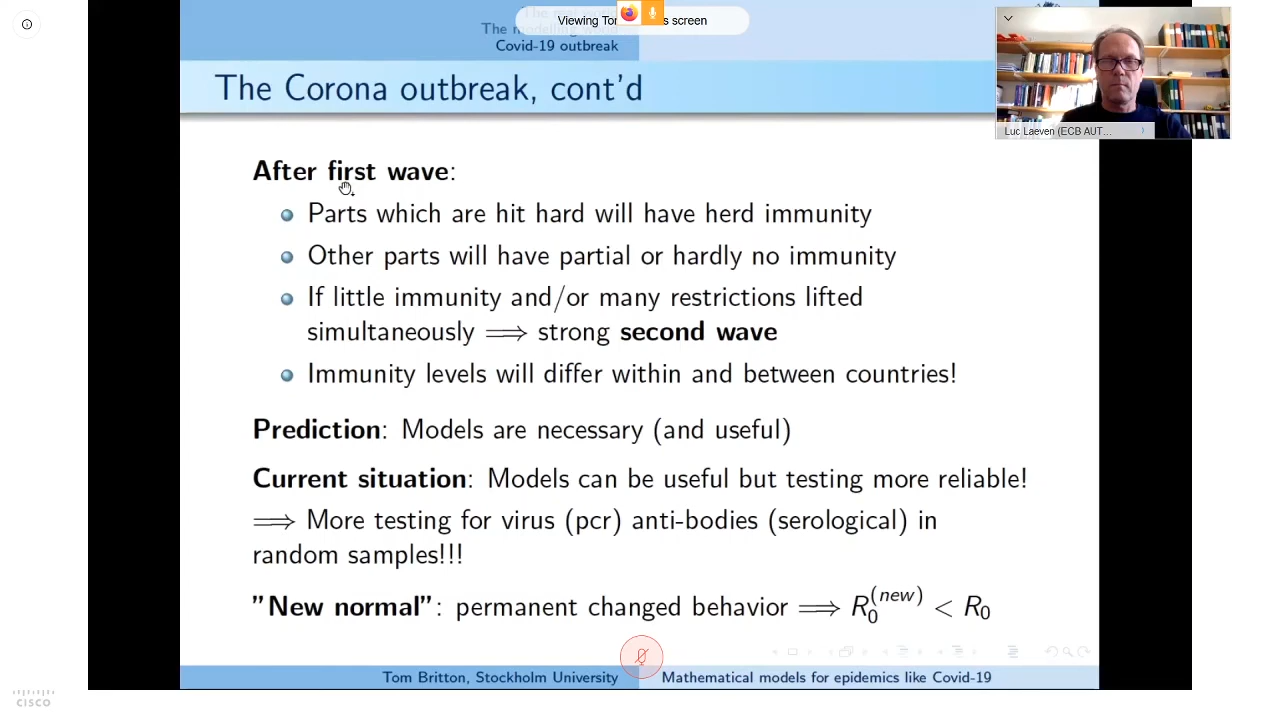 The modelling
Covid-19 outbreak
Viewing Tor s screen
The Corona outbreak, cont'd
Luc Laeven (ECB AUT...
After first wave:
Parts which are hit hard will have herd immunity
Other parts will have partial or hardly no immunity
If little immunity and/or many restrictions lifted
simultaneously ⟹ strong second wave
Immunity levels will differ within and between countries!
Prediction: Models are necessary (and useful)
Current situation: Models can be useful but testing more reliable!
⟹ More testing for virus (pcr) anti-bodies (serological) in
random samples!!!
"New normal": permanent changed behavior ⟹ R₀⁽ⁿᵉʷ⁾ < R₀
Tom Britton, Stockholm University Mathematical models for epidemics like Covid-19
CISCO